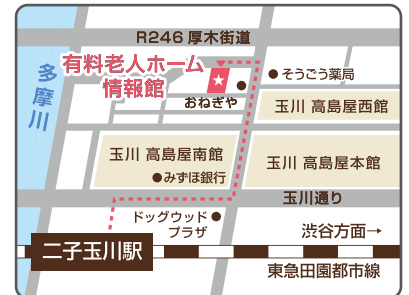 R246 厚木街道
多摩川
有料老人ホーム
情報館
そうごう薬局
おねぎや
玉川 高島屋西館
玉川 高島屋南館
みずほ銀行
玉川 高島屋本館
玉川通り
ドッグウッド
プラザ
渋谷方面→
二子玉川駅
東急田園都市線